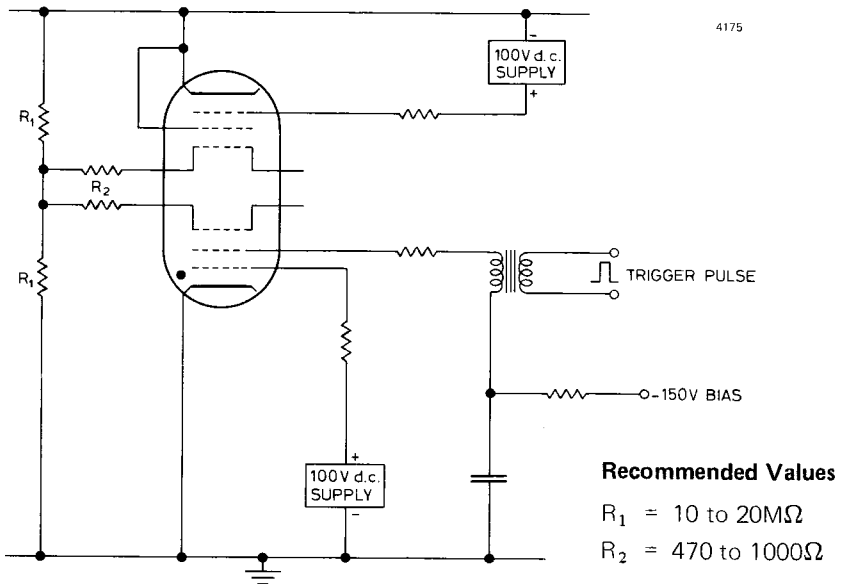 4175
-
100V d.c.
SUPPLY
+
R₁
R₂
R₁
TRIGGER PULSE
-150V BIAS
+
100V d.c.
SUPPLY
-
Recommended Values
R₁ = 10 to 20MΩ
R₂ = 470 to 1000Ω